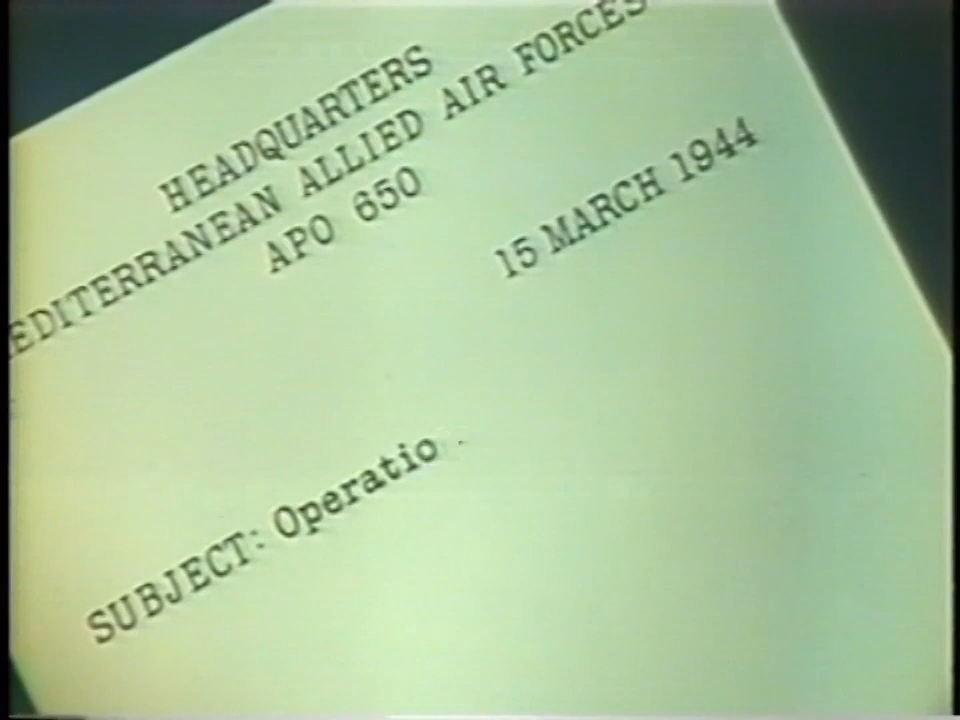 HEADQUARTERS
EDITERRANEAN ALLIED AIR FORCES
APO 650
15 MARCH 1944
SUBJECT: Operatio